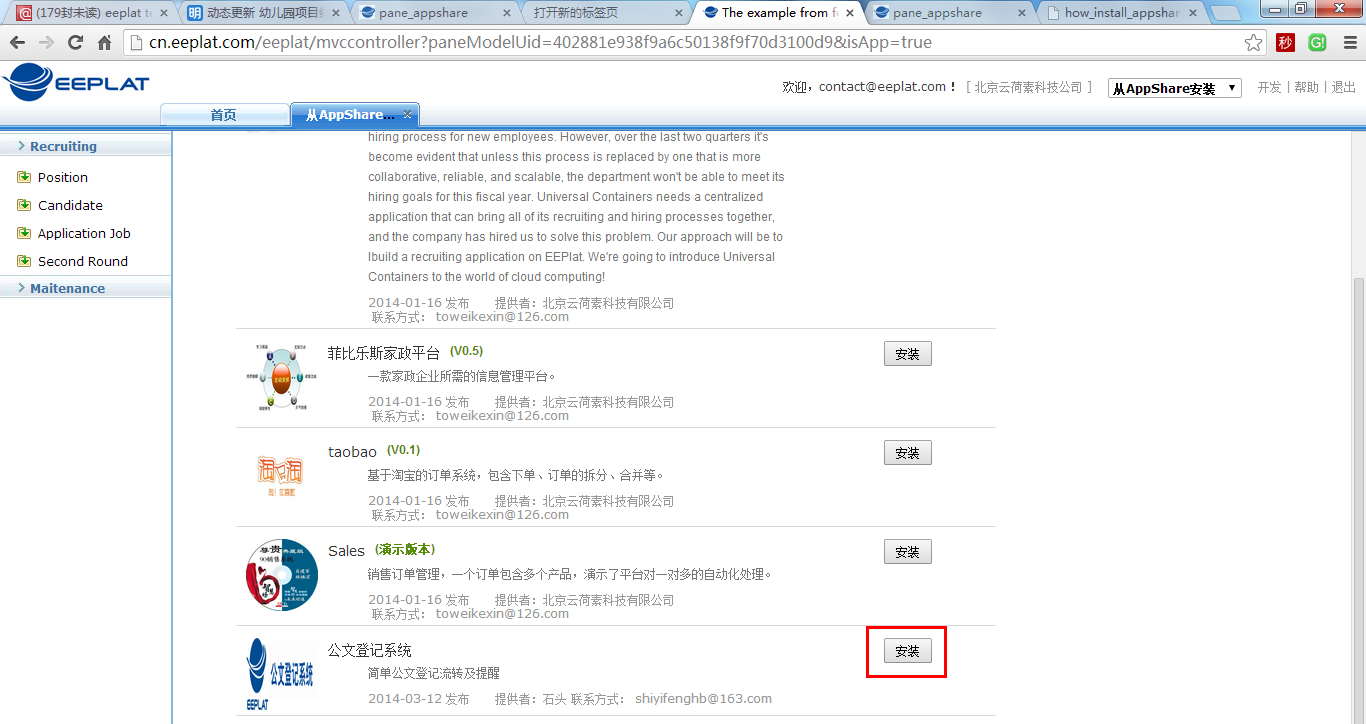 (179封未读) eeplat te
动态更新 幼儿园项目
pane_appshare
打开新的标签页
The example from f
pane_appshare
how_install_appshar
cn.eeplat.com/eeplat/mvccontroller?paneModelUid=402881e938f9a6c50138f9f70d3100d9&isApp=true
秒
G!
EEPLAT
欢迎，contact@eeplat.com！ [ 北京云荷素科技公司 ] 从AppShare安装 ▼ 开发 | 帮助 | 退出
首页
从AppShare...
Recruiting
Position
Candidate
Application Job
Second Round
Maitenance
hiring process for new employees. However, over the last two quarters it's
become evident that unless this process is replaced by one that is more
collaborative, reliable, and scalable, the department won't be able to meet its
hiring goals for this fiscal year. Universal Containers needs a centralized
application that can bring all of its recruiting and hiring processes together,
and the company has hired us to solve this problem. Our approach will be to
lbuild a recruiting application on EEPlat. We're going to introduce Universal
Containers to the world of cloud computing!
2014-01-16 发布 提供者：北京云荷素科技有限公司
联系方式： toweikexin@126.com
菲比乐斯家政平台 (V0.5)
安装
一款家政企业所需的信息管理平台。
2014-01-16 发布 提供者：北京云荷素科技有限公司
联系方式： toweikexin@126.com
淘点淘
taobao (V0.1)
安装
基于淘宝的订单系统，包含下单、订单的拆分、合并等。
2014-01-16 发布 提供者：北京云荷素科技有限公司
联系方式： toweikexin@126.com
Sales (演示版本)
安装
销售订单管理，一个订单包含多个产品，演示了平台对一对多的自动化处理。
2014-01-16 发布 提供者：北京云荷素科技有限公司
联系方式： toweikexin@126.com
公文登记系统
EEPLAT
公文登记系统
安装
简单公文登记流转及提醒
2014-03-12 发布 提供者：石头 联系方式： shiyifenghb@163.com